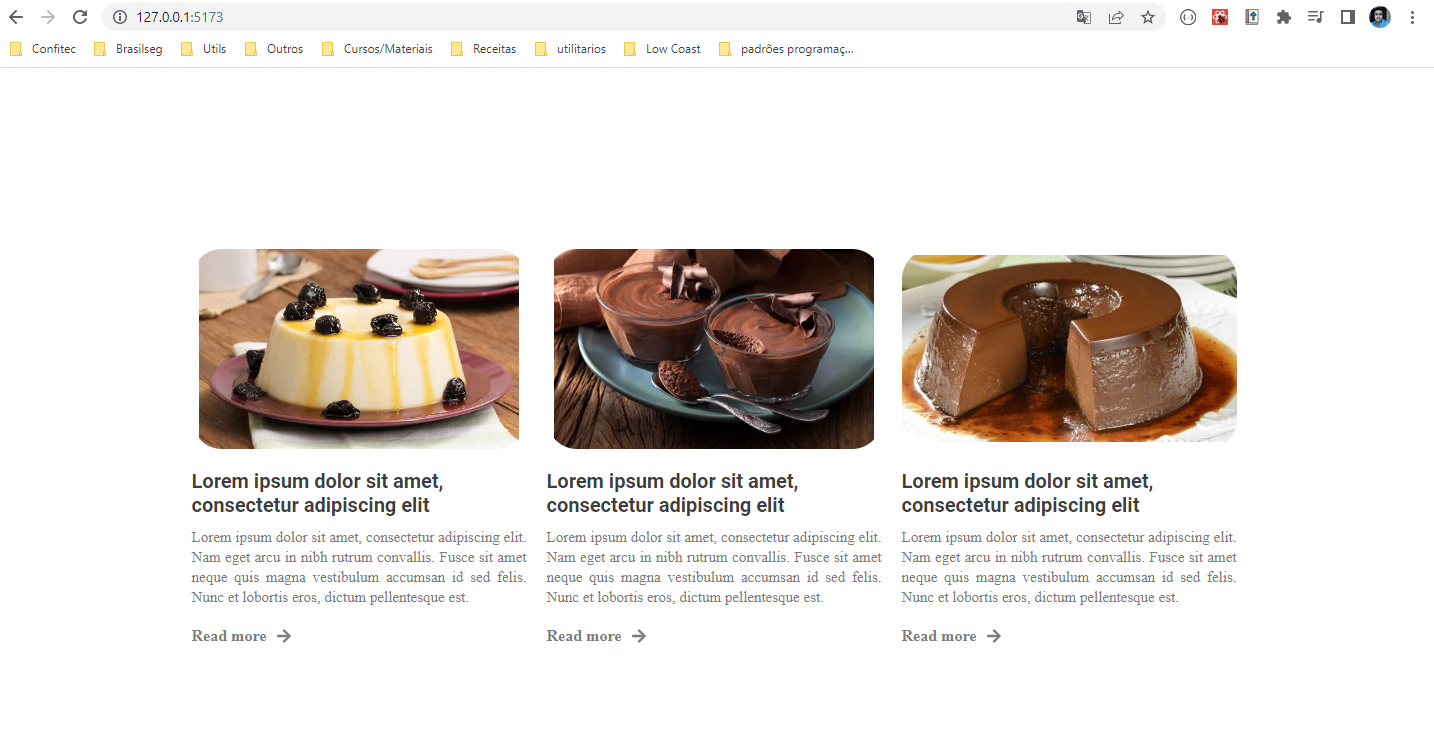 127.0.0.1:5173
Confitec Brasilseg Utils Outros Cursos/Materiais Receitas utilitarios Low Coast padrões programaç...
Lorem ipsum dolor sit amet,
consectetur adipiscing elit
Lorem ipsum dolor sit amet, consectetur adipiscing elit.
Nam eget arcu in nibh rutrum convallis. Fusce sit amet
neque quis magna vestibulum accumsan id sed felis.
Nunc et lobortis eros, dictum pellentesque est.
Read more
Lorem ipsum dolor sit amet,
consectetur adipiscing elit
Lorem ipsum dolor sit amet, consectetur adipiscing elit.
Nam eget arcu in nibh rutrum convallis. Fusce sit amet
neque quis magna vestibulum accumsan id sed felis.
Nunc et lobortis eros, dictum pellentesque est.
Read more
Lorem ipsum dolor sit amet,
consectetur adipiscing elit
Lorem ipsum dolor sit amet, consectetur adipiscing elit.
Nam eget arcu in nibh rutrum convallis. Fusce sit amet
neque quis magna vestibulum accumsan id sed felis.
Nunc et lobortis eros, dictum pellentesque est.
Read more